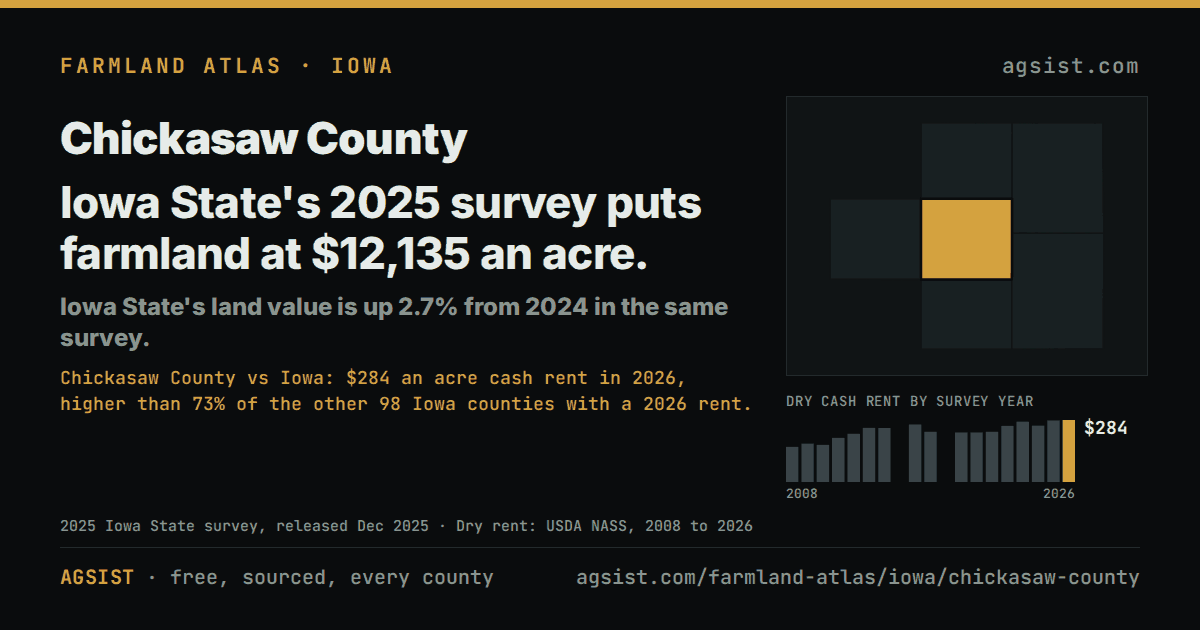 FARMLAND ATLAS · IOWA
agsist.com
Chickasaw County
Iowa State's 2025 survey puts
farmland at $12,135 an acre.
Iowa State's land value is up 2.7% from 2024 in the same
survey.
Chickasaw County vs Iowa: $284 an acre cash rent in 2026,
higher than 73% of the other 98 Iowa counties with a 2026 rent.
DRY CASH RENT BY SURVEY YEAR
$284
2008
2026
2025 Iowa State survey, released Dec 2025 · Dry rent: USDA NASS, 2008 to 2026
AGSIST · free, sourced, every county
agsist.com/farmland-atlas/iowa/chickasaw-county